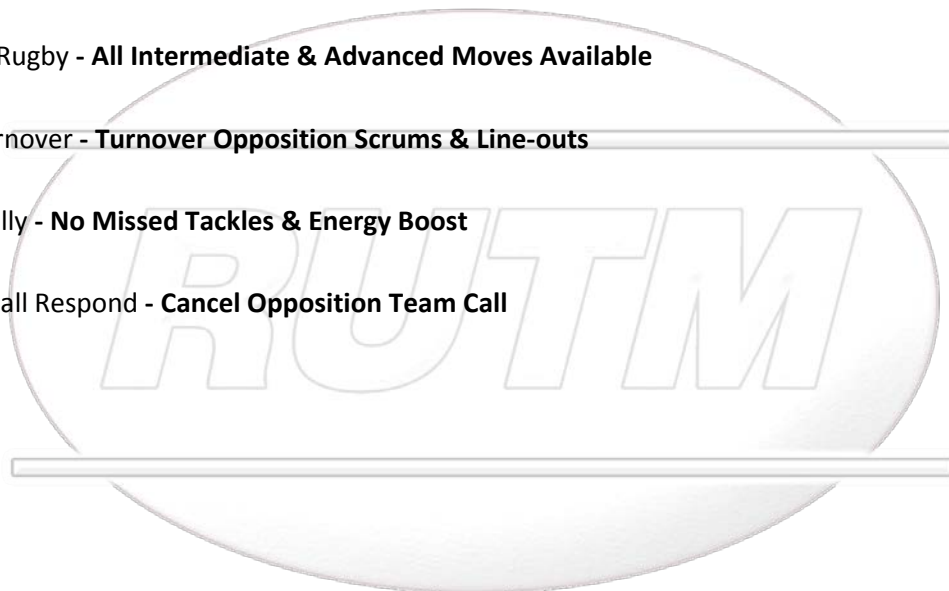 Rugby - All Intermediate & Advanced Moves Available
rnover - Turnover Opposition Scrums & Line-outs
lly - No Missed Tackles & Energy Boost
all Respond - Cancel Opposition Team Call
RUTM